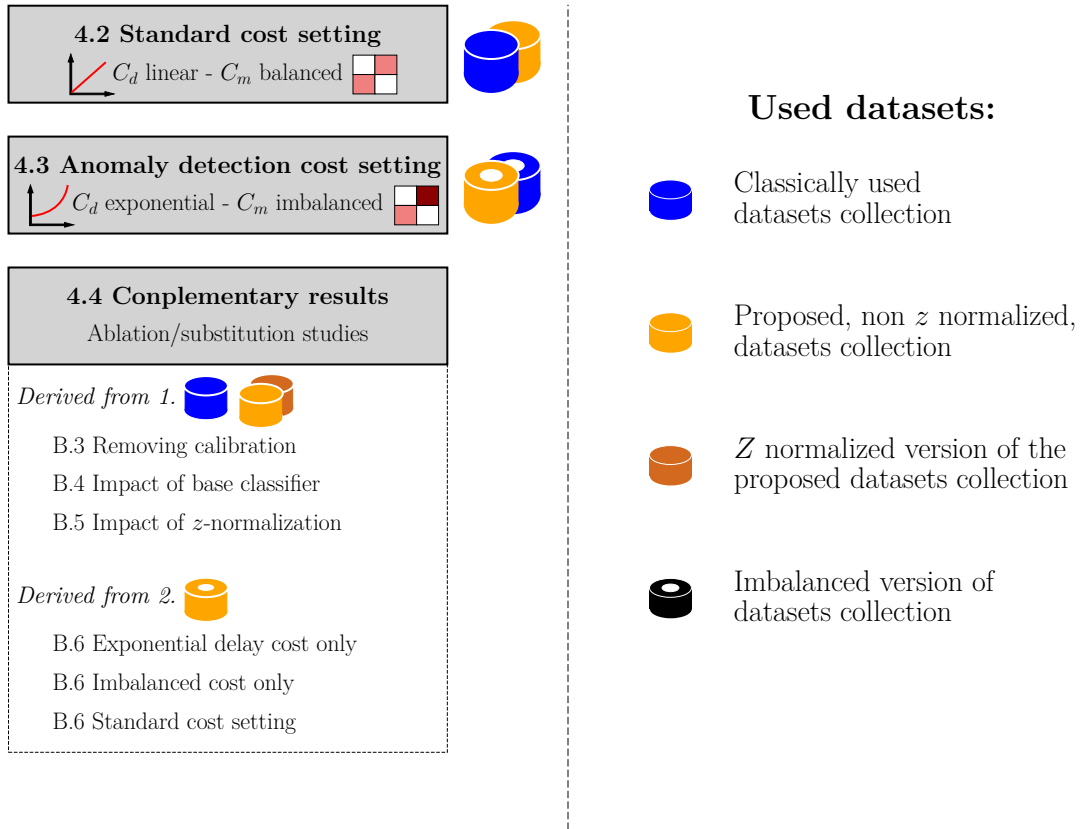 4.2 Standard cost setting
C_d linear - C_m balanced
4.3 Anomaly detection cost setting
C_d exponential - C_m imbalanced
4.4 Conplementary results
Ablation/substitution studies
Derived from 1.
B.3 Removing calibration
B.4 Impact of base classifier
B.5 Impact of z-normalization
Derived from 2.
B.6 Exponential delay cost only
B.6 Imbalanced cost only
B.6 Standard cost setting
Used datasets:
Classically used
datasets collection
Proposed, non z normalized,
datasets collection
Z normalized version of the
proposed datasets collection
Imbalanced version of
datasets collection